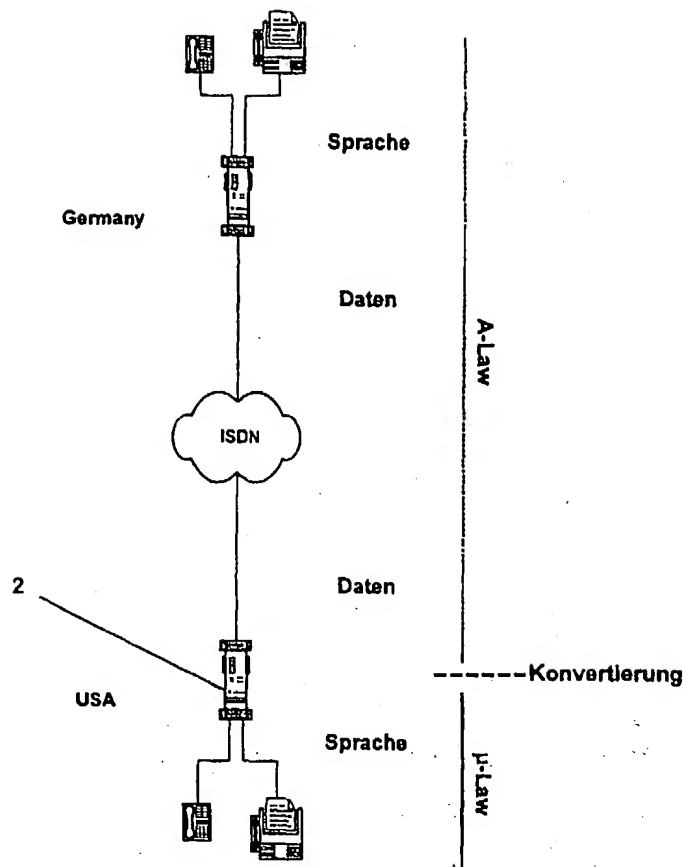 Sprache
Germany
Daten
A-Law
ISDN
2
Daten
Konvertierung
USA
Sprache
µ-Law